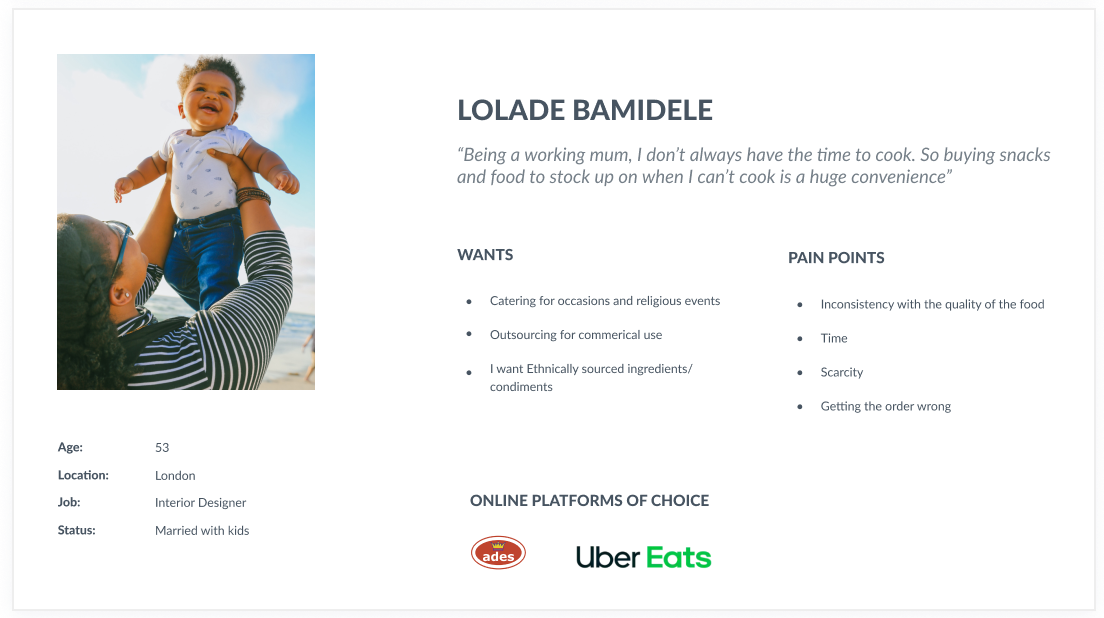 LOLADE BAMIDELE
“Being a working mum, I don’t always have the time to cook. So buying snacks
and food to stock up on when I can’t cook is a huge convenience”
WANTS
• Catering for occasions and religious events
• Outsourcing for commerical use
• I want Ethnically sourced ingredients/
condiments
PAIN POINTS
• Inconsistency with the quality of the food
• Time
• Scarcity
• Getting the order wrong
Age: 53
Location: London
Job: Interior Designer
Status: Married with kids
ONLINE PLATFORMS OF CHOICE
ades
Uber Eats